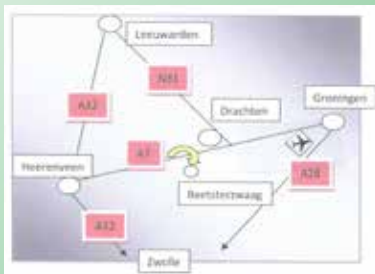 Leeuwarden
A32
N31
Groningen
Drachten
A7
Heerenveen
Beetsterzwaag
A28
A32
Zwolle